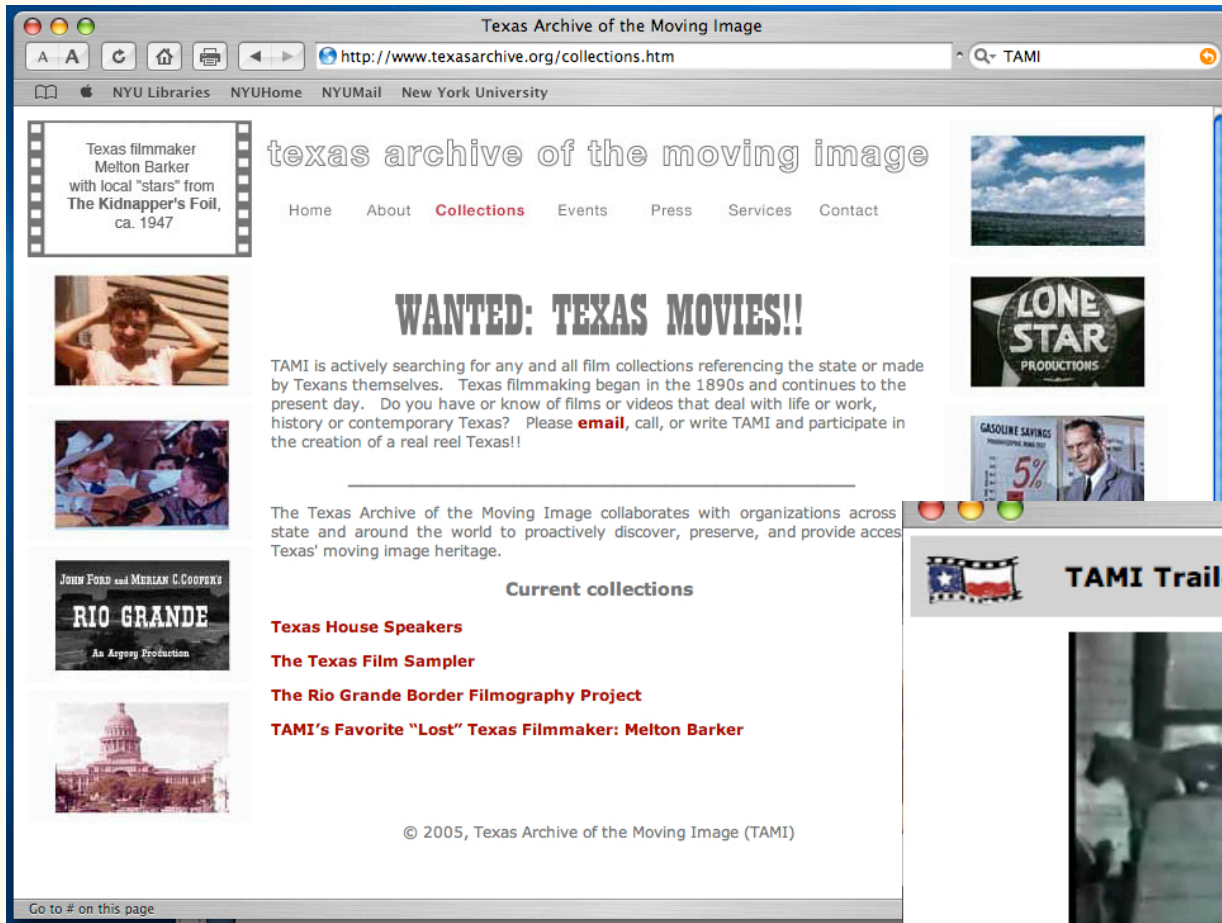 Texas Archive of the Moving Image
A A
http://www.texasarchive.org/collections.htm
TAMI
NYU Libraries NYUHome NYUMail New York University
Texas filmmaker
Melton Barker
with local "stars" from
The Kidnapper's Foil,
ca. 1947
texas archive of the moving image
Home About Collections Events Press Services Contact
WANTED: TEXAS MOVIES!!
TAMI is actively searching for any and all film collections referencing the state or made
by Texans themselves. Texas filmmaking began in the 1890s and continues to the
present day. Do you have or know of films or videos that deal with life or work,
history or contemporary Texas? Please email, call, or write TAMI and participate in
the creation of a real reel Texas!!
The Texas Archive of the Moving Image collaborates with organizations across
state and around the world to proactively discover, preserve, and provide acces
Texas' moving image heritage.
Current collections
Texas House Speakers
The Texas Film Sampler
The Rio Grande Border Filmography Project
TAMI's Favorite “Lost” Texas Filmmaker: Melton Barker
© 2005, Texas Archive of the Moving Image (TAMI)
Go to # on this page
JOHN FORD and MERIAN C. COOPER'S
RIO GRANDE
An Argosy Production
LONE
STAR
PRODUCTIONS
GASOLINE SAVINGS
5%
TAMI Trail